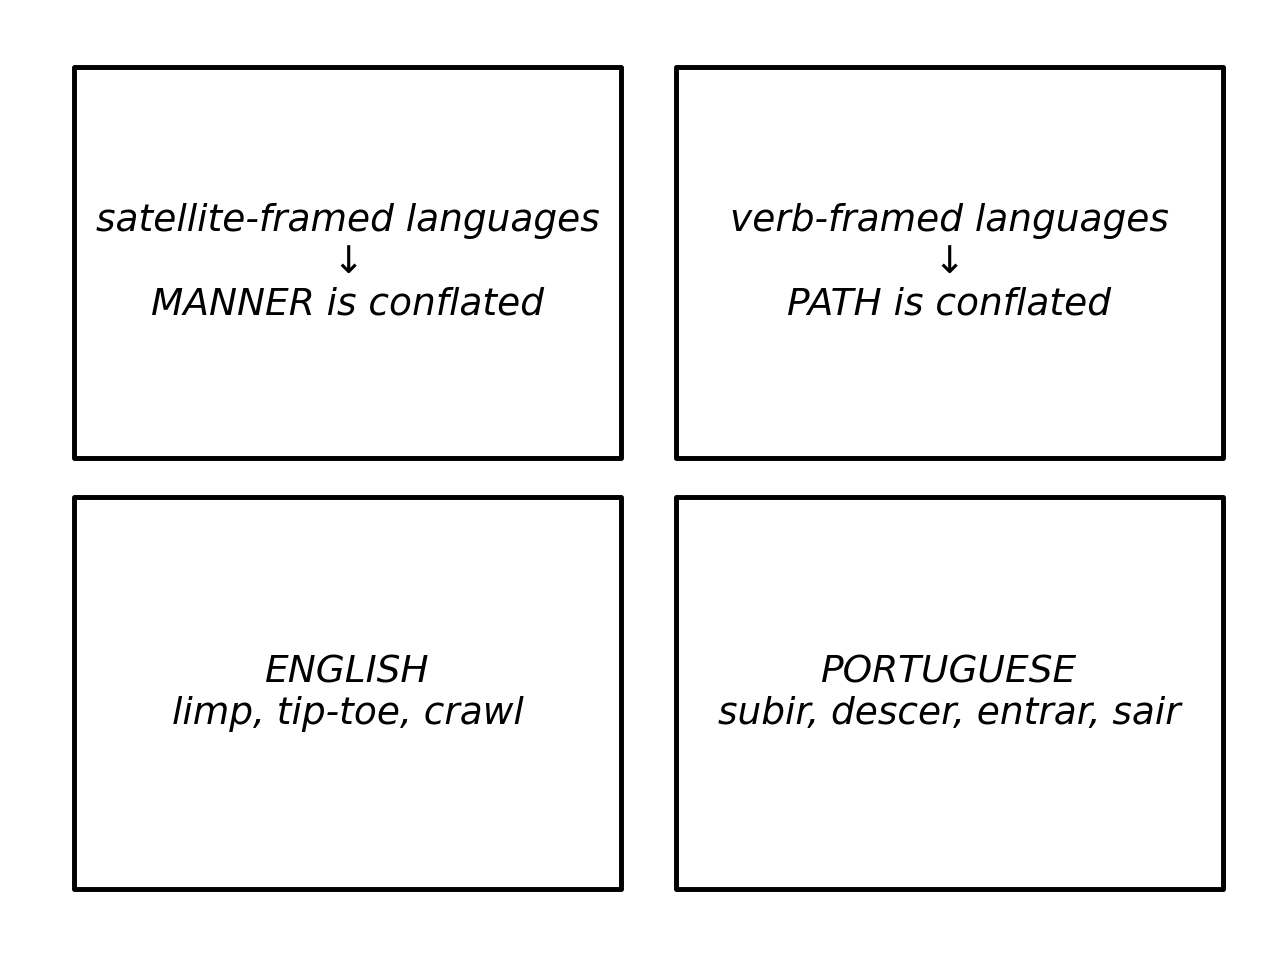 satellite-framed languages
↓
MANNER is conflated
verb-framed languages
↓
PATH is conflated
ENGLISH
limp, tip-toe, crawl
PORTUGUESE
subir, descer, entrar, sair